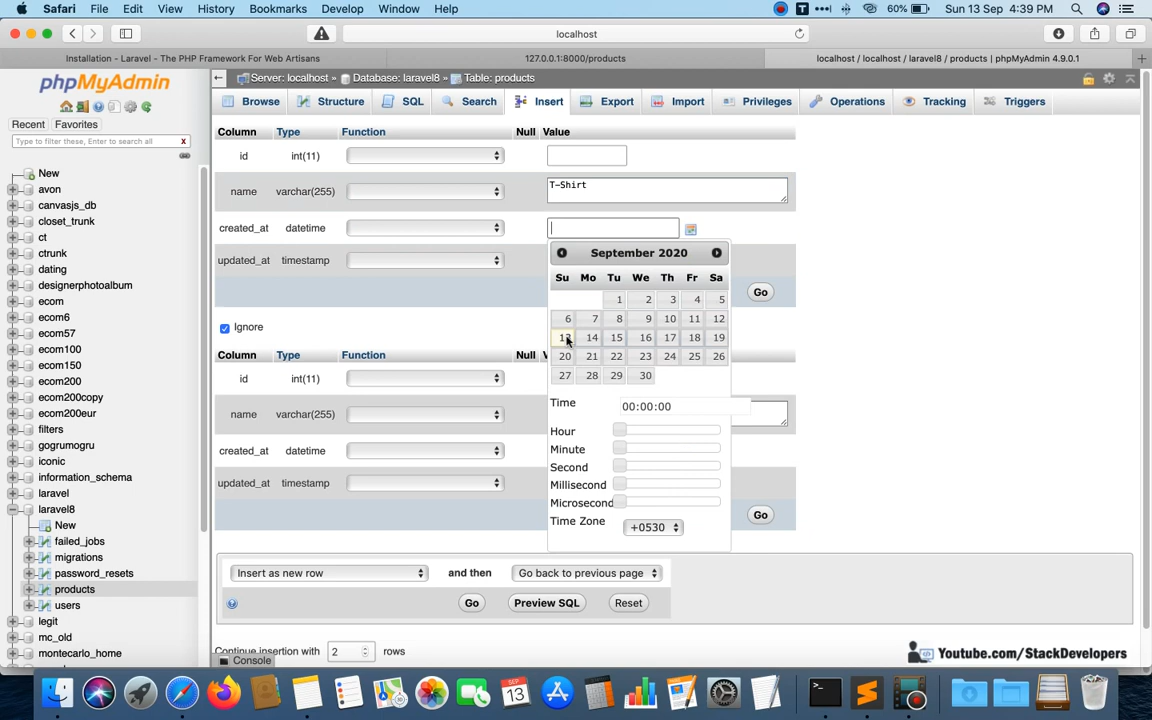 Safari File Edit View History Bookmarks Develop Window Help 60% Sun 13 Sep 4:39 PM
localhost
Installation - Laravel - The PHP Framework For Web Artisans
127.0.0.1:8000/products
localhost / localhost / laravel8 / products | phpMyAdmin 4.9.0.1
phpMyAdmin
Recent Favorites
Type to filter these, Enter to search all X
New
avon
canvasjs_db
closet_trunk
ct
ctrunk
dating
designerphotoalbum
ecom
ecom6
ecom57
ecom100
ecom150
ecom200
ecom200copy
ecom200eur
filters
gogrumogru
iconic
information_schema
laravel
laravel8
New
failed_jobs
migrations
password_resets
products
users
legit
mc_old
montecarlo_home
Server: localhost » Database: laravel8 » Table: products
Browse Structure SQL Search Insert Export Import Privileges Operations Tracking Triggers
Column Type Function Null Value
id int(11)
name varchar(255) T-Shirt
created_at datetime
updated_at timestamp
September 2020
Su Mo Tu We Th Fr Sa
1 2 3 4 5
6 7 8 9 10 11 12
13 14 15 16 17 18 19
20 21 22 23 24 25 26
27 28 29 30
Time 00:00:00
Hour
Minute
Second
Millisecond
Microsecond
Time Zone +0530
Go
Ignore
Column Type Function Null V
id int(11)
name varchar(255)
created_at datetime
updated_at timestamp
Go
Insert as new row and then Go back to previous page
Go Preview SQL Reset
Continue insertion with 2 rows
Console
Youtube.com/StackDevelopers
SEP
13